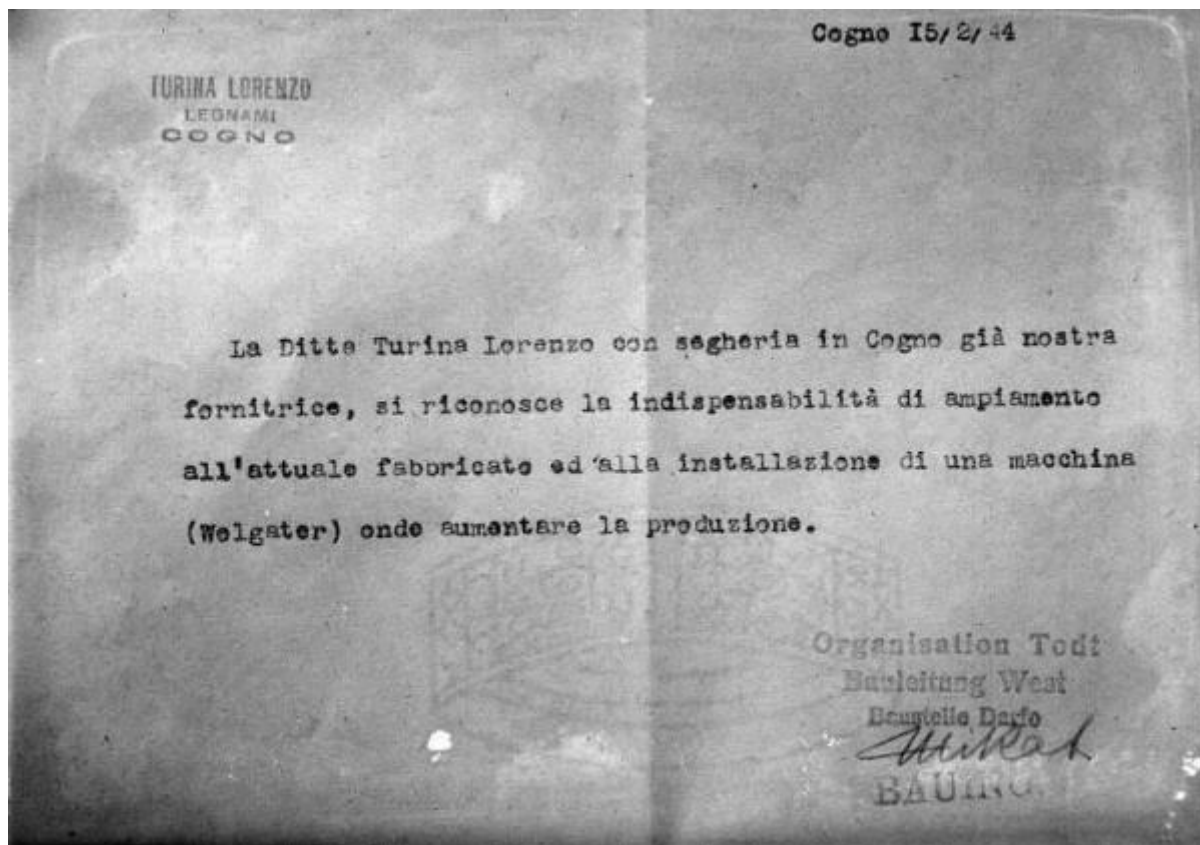 Cogno I5/2/44
TURINA LORENZO
LEGNAMI
COGNO
La Ditta Turina Lorenzo con segheria in Cogno già nostra
fornitrice, si riconosce la indispensabilità di ampiamento
all'attuale fabbricato ed alla installazione di una macchina
(Welgater) onde aumentare la produzione.
Organisation Todt
Bauleitung West
Baustelle Darfo
BAUING.